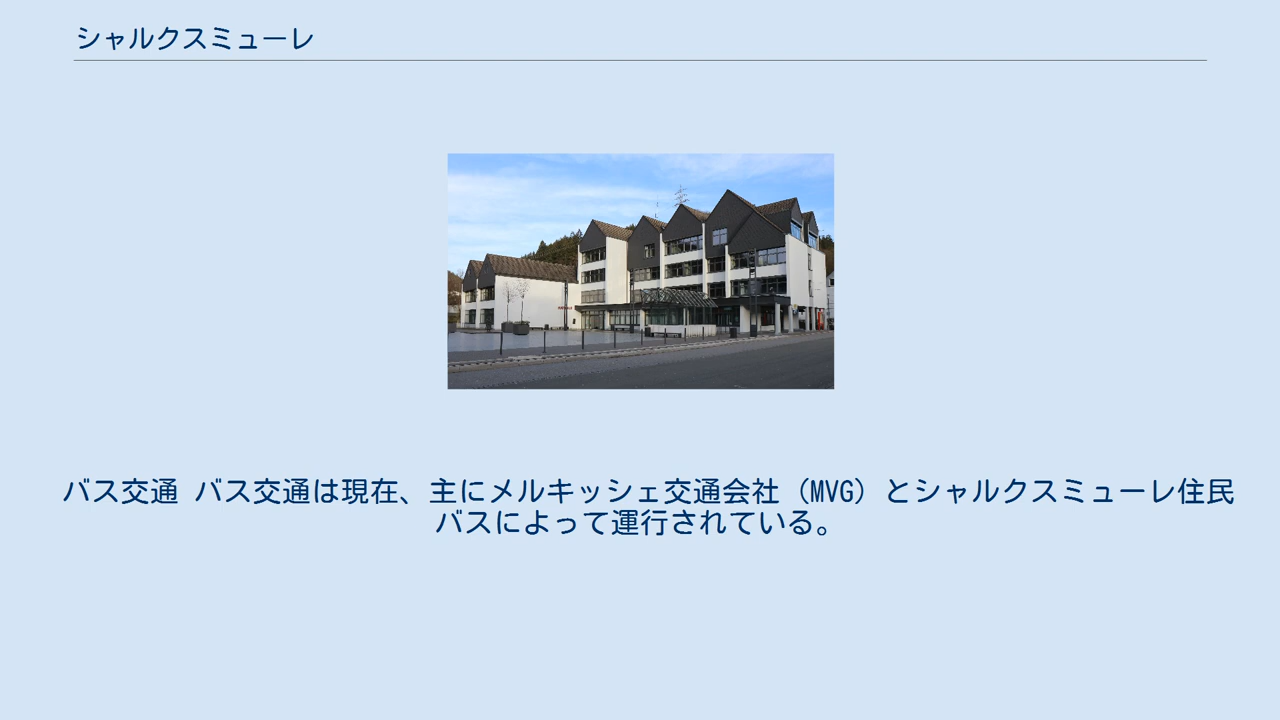 シャルクスミューレ
バス交通 バス交通は現在、主にメルキッシェ交通会社（MVG）とシャルクスミューレ住民
バスによって運行されている。